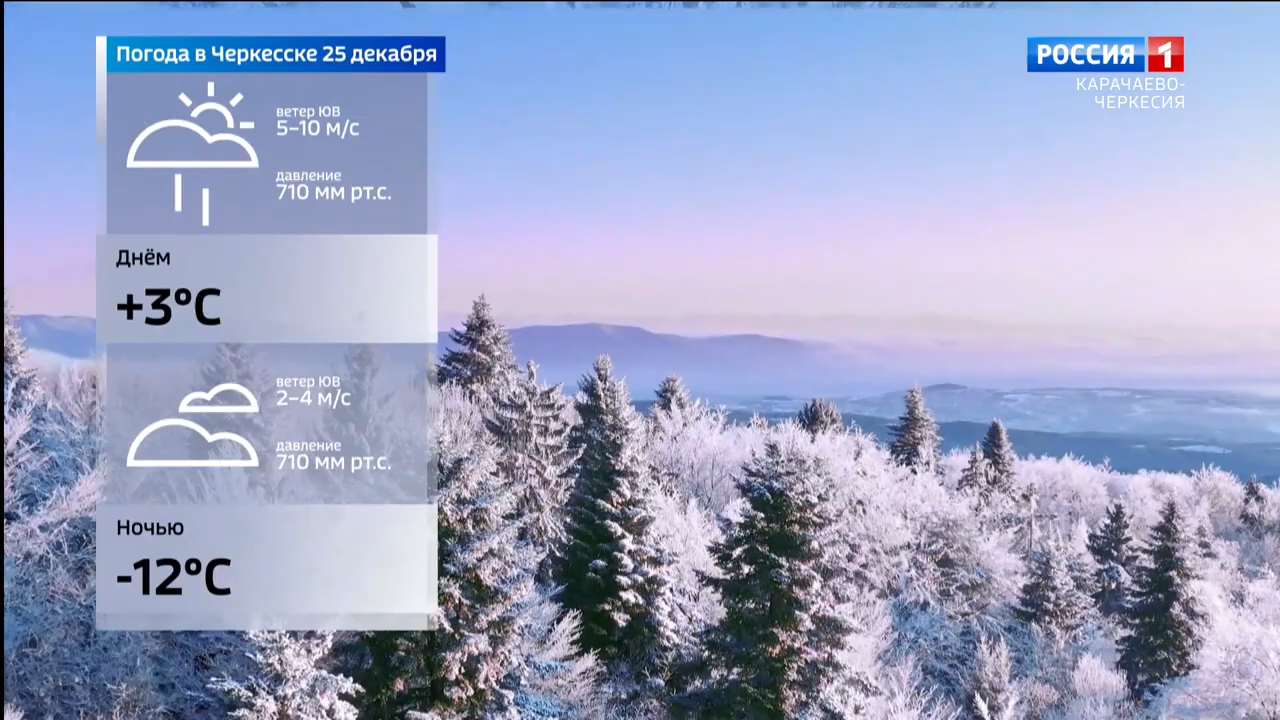 Погода в Черкесске 25 декабря
РОССИЯ 1
КАРАЧАЕВО-
ЧЕРКЕСИЯ
ветер ЮВ
5–10 м/с
давление
710 мм рт.с.
Днём
+3°C
ветер ЮВ
2–4 м/с
давление
710 мм рт.с.
Ночью
-12°C